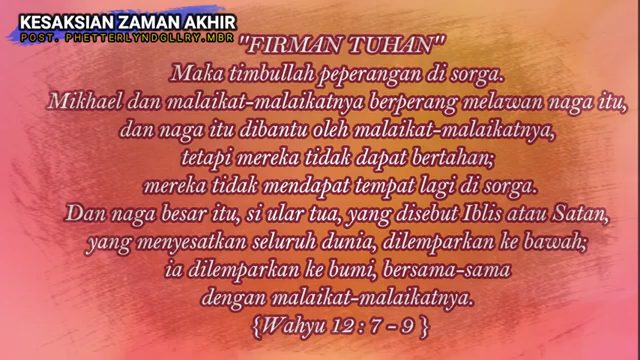 KESAKSIAN ZAMAN AKHIR
POST. PHETTERLYNDGLLRY.MBR
"FIRMAN TUHAN"
Maka timbullah peperangan di sorga.
Mikhael dan malaikat-malaikatnya berperang melawan naga itu,
dan naga itu dibantu oleh malaikat-malaikatnya,
tetapi mereka tidak dapat bertahan;
mereka tidak mendapat tempat lagi di sorga.
Dan naga besar itu, si ular tua, yang disebut Iblis atau Satan,
yang menyesatkan seluruh dunia, dilemparkan ke bawah;
ia dilemparkan ke bumi, bersama-sama
dengan malaikat-malaikatnya.
{Wahyu 12 : 7 - 9 }